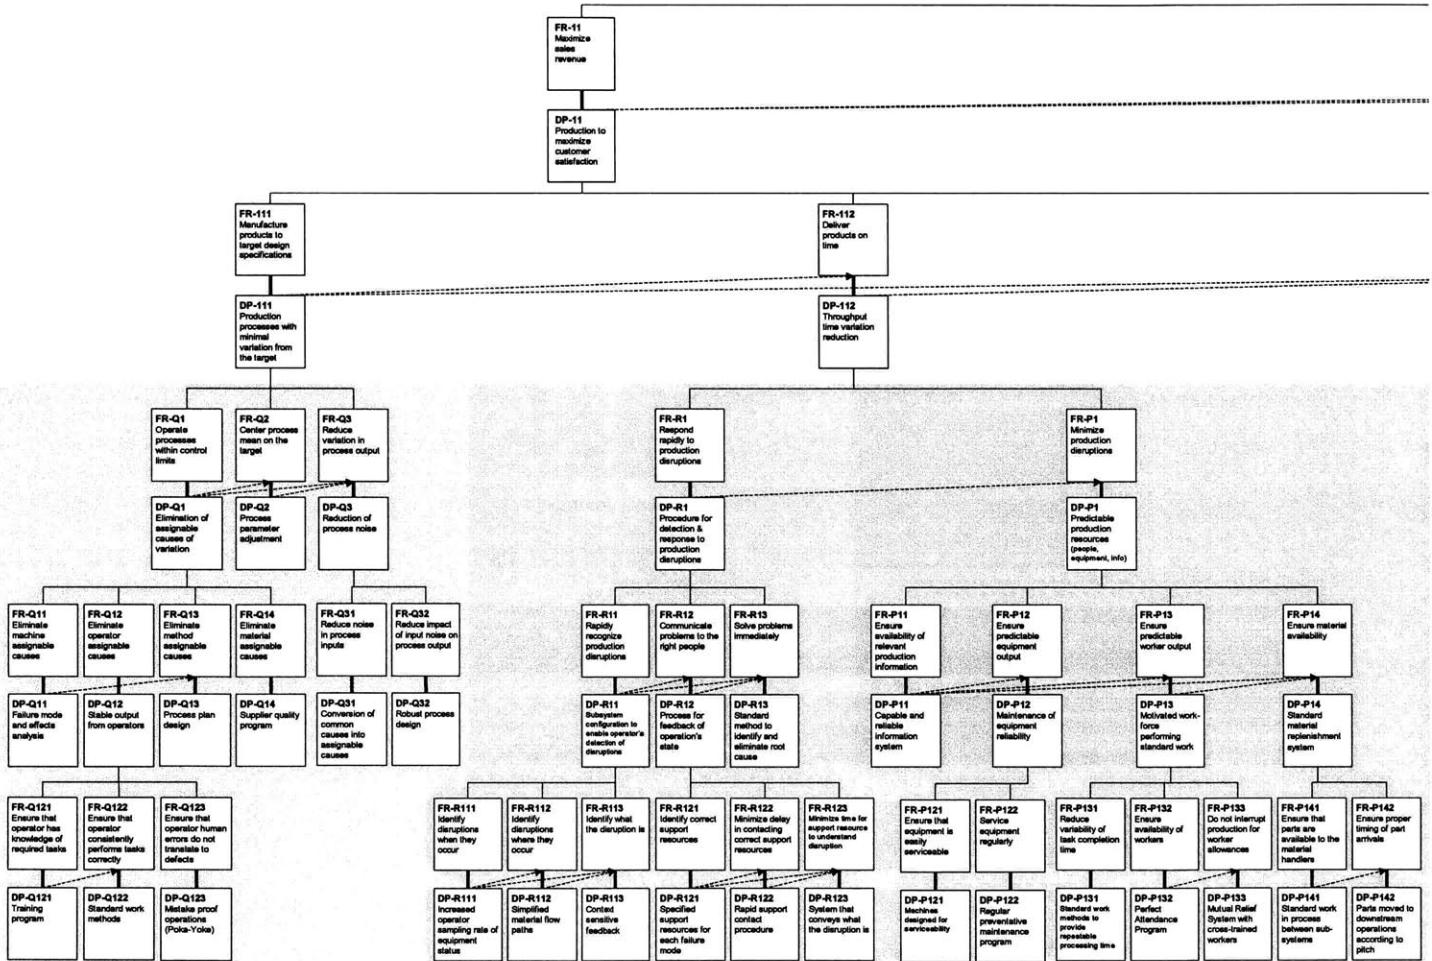 FR-11
Maximize
sales
revenue
DP-11
Production to
maximize
customer
satisfaction
FR-111
Manufacture
products to
target design
specifications
FR-112
Deliver
products on
time
DP-111
Production
processes with
minimal
variation from
the target
DP-112
Throughput
time variation
reduction
FR-Q1
Operate
processes
within control
limits
FR-Q2
Center process
mean on the
target
FR-Q3
Reduce
variation in
process output
FR-R1
Respond
rapidly to
production
disruptions
FR-P1
Minimize
production
disruptions
DP-Q1
Elimination of
assignable
causes of
variation
DP-Q2
Process
parameter
adjustment
DP-Q3
Reduction of
process noise
DP-R1
Procedure for
detection &
response to
production
disruptions
DP-P1
Predictable
production
resources
(people,
equipment, info)
FR-Q11
Eliminate
machine
assignable
causes
FR-Q12
Eliminate
operator
assignable
causes
FR-Q13
Eliminate
method
assignable
causes
FR-Q14
Eliminate
material
assignable
causes
FR-Q31
Reduce noise
in process
inputs
FR-Q32
Reduce impact
of input noise on
process output
FR-R11
Rapidly
recognize
production
disruptions
FR-R12
Communicate
problems to the
right people
FR-R13
Solve problems
immediately
FR-P11
Ensure
availability of
relevant
production
information
FR-P12
Ensure
predictable
equipment
output
FR-P13
Ensure
predictable
worker output
FR-P14
Ensure material
availability
DP-Q11
Failure mode
and effects
analysis
DP-Q12
Stable output
from operators
DP-Q13
Process plan
design
DP-Q14
Supplier quality
program
DP-Q31
Conversion of
common
causes into
assignable
causes
DP-Q32
Robust process
design
DP-R11
Subsystem
configuration to
enable operator's
detection of
disruptions
DP-R12
Process for
feedback of
operation's
state
DP-R13
Standard
method to
identify and
eliminate root
cause
DP-P11
Capable and
reliable
information
system
DP-P12
Maintenance of
equipment
reliability
DP-P13
Motivated work-
force
performing
standard work
DP-P14
Standard
material
replenishment
system
FR-Q121
Ensure that
operator has
knowledge of
required tasks
FR-Q122
Ensure that
operator
consistently
performs tasks
correctly
FR-Q123
Ensure that
operator human
errors do not
translate to
defects
FR-R111
Identify
disruptions
when they
occur
FR-R112
Identify
disruptions
where they
occur
FR-R113
Identify what
the disruption is
FR-R121
Identify correct
support
resources
FR-R122
Minimize delay
in contacting
correct support
resources
FR-R123
Minimize time for
support resource
to understand
disruption
FR-P121
Ensure that
equipment is
easily
serviceable
FR-P122
Service
equipment
regularly
FR-P131
Reduce
variability of
task completion
time
FR-P132
Ensure
availability of
workers
FR-P133
Do not interrupt
production for
worker
allowances
FR-P141
Ensure that
parts are
available to the
material
handlers
FR-P142
Ensure proper
timing of part
arrivals
DP-Q121
Training
program
DP-Q122
Standard work
methods
DP-Q123
Mistake proof
operations
(Poka-Yoke)
DP-R111
Increased
operator
sampling rate of
equipment
status
DP-R112
Simplified
material flow
paths
DP-R113
Context
sensitive
feedback
DP-R121
Specified
support
resources for
each failure
mode
DP-R122
Rapid support
contact
procedure
DP-R123
System that
conveys what
the disruption is
DP-P121
Machines
designed for
serviceability
DP-P122
Regular
preventative
maintenance
program
DP-P131
Standard work
methods to
provide
repeatable
processing time
DP-P132
Perfect
Attendance
Program
DP-P133
Mutual Relief
System with
cross-trained
workers
DP-P141
Standard work
in process
between sub-
systems
DP-P142
Parts moved to
downstream
operations
according to
pitch